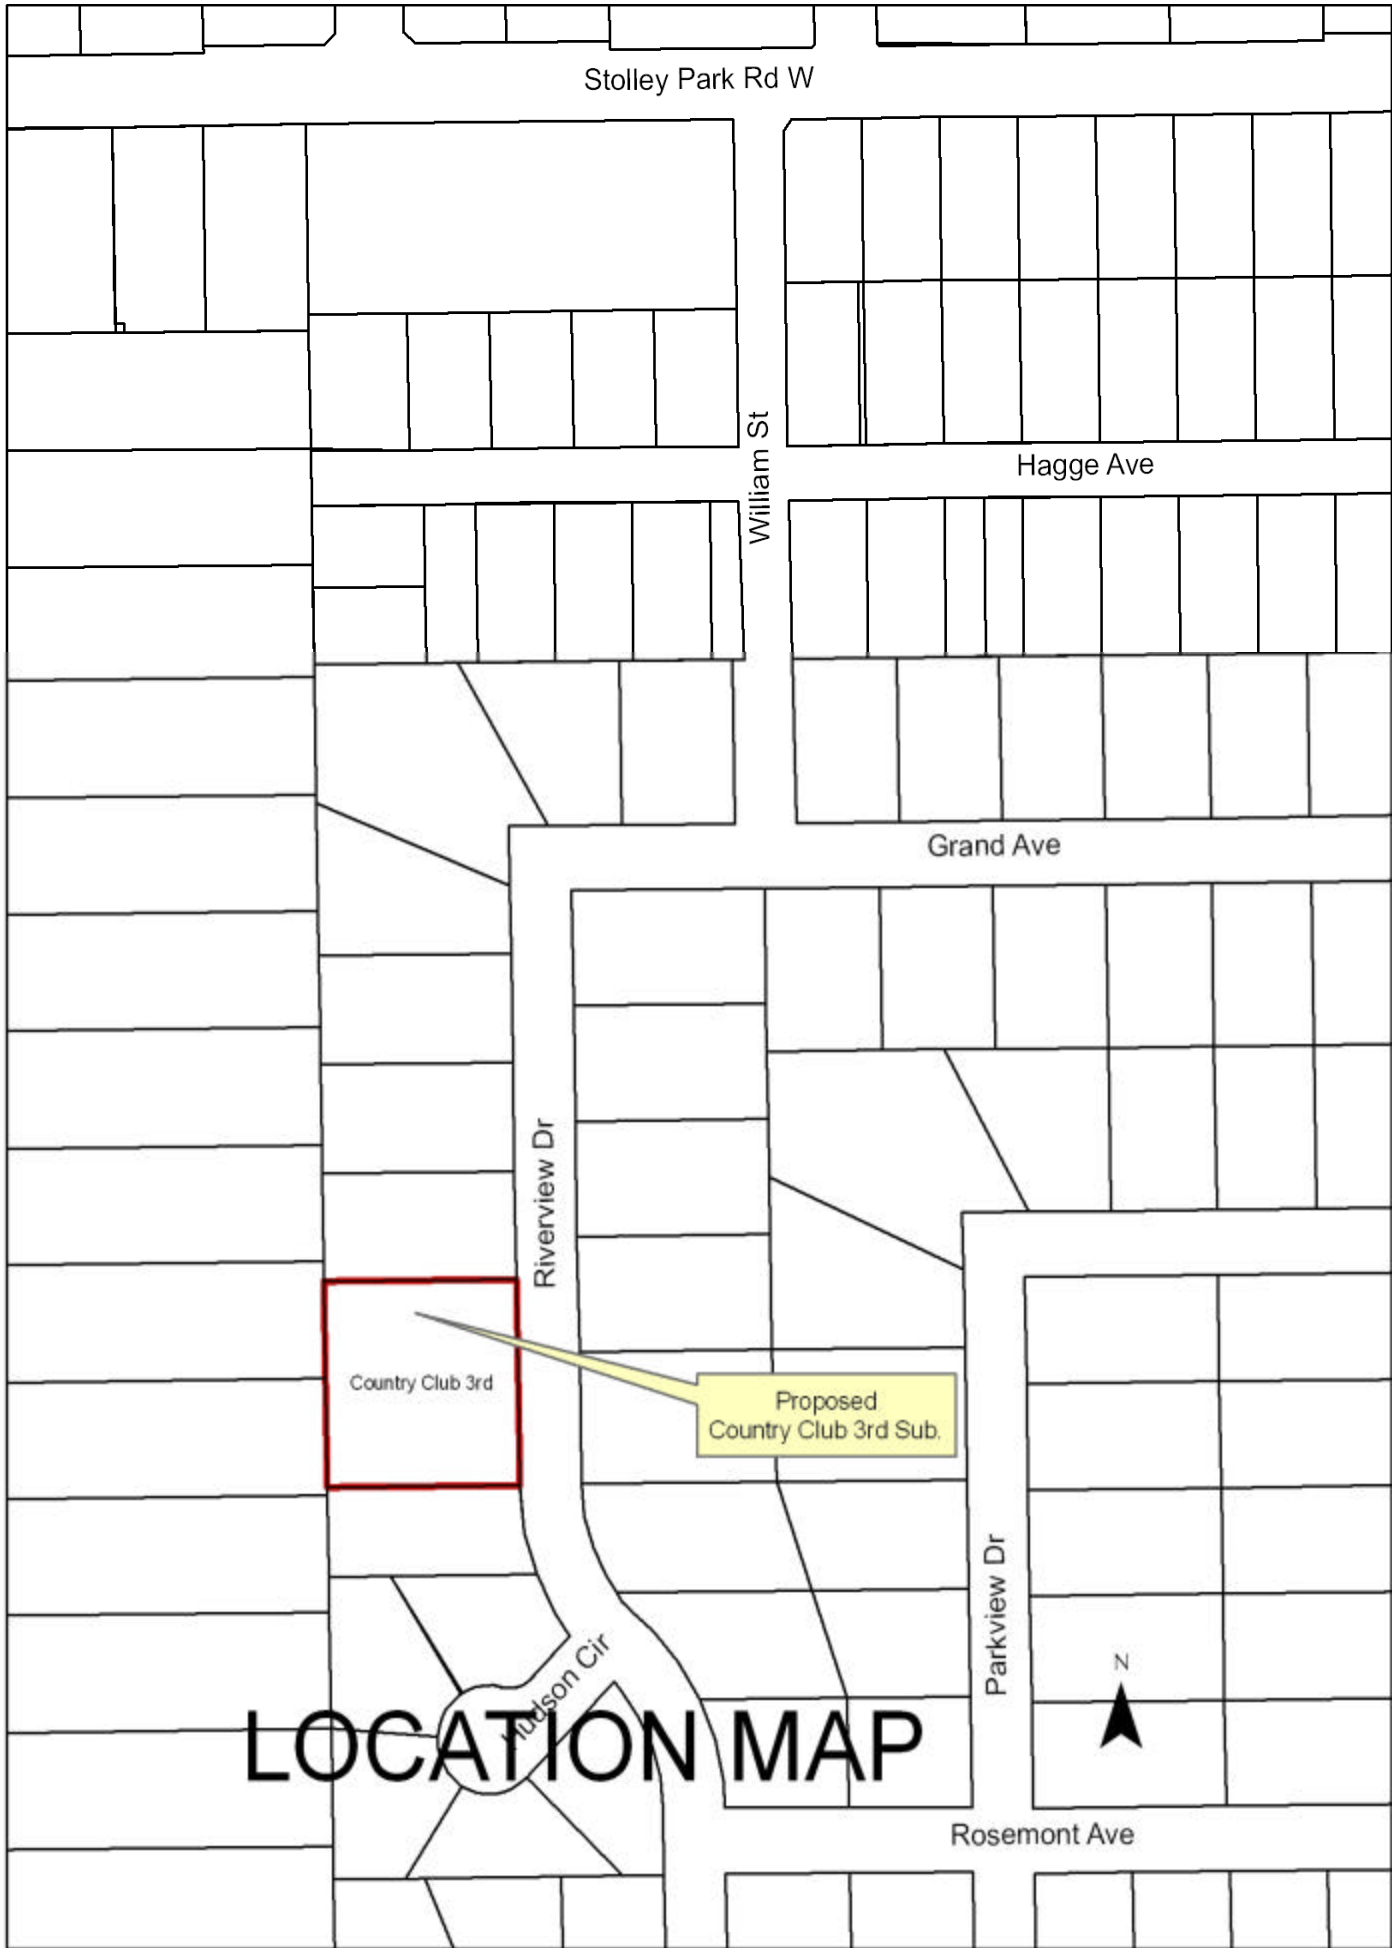 Stolley Park Rd W
William St
Hagge Ave
Grand Ave
Riverview Dr
Country Club 3rd
Proposed
Country Club 3rd Sub.
Parkview Dr
Hudson Cir
N
LOCATION MAP
Rosemont Ave